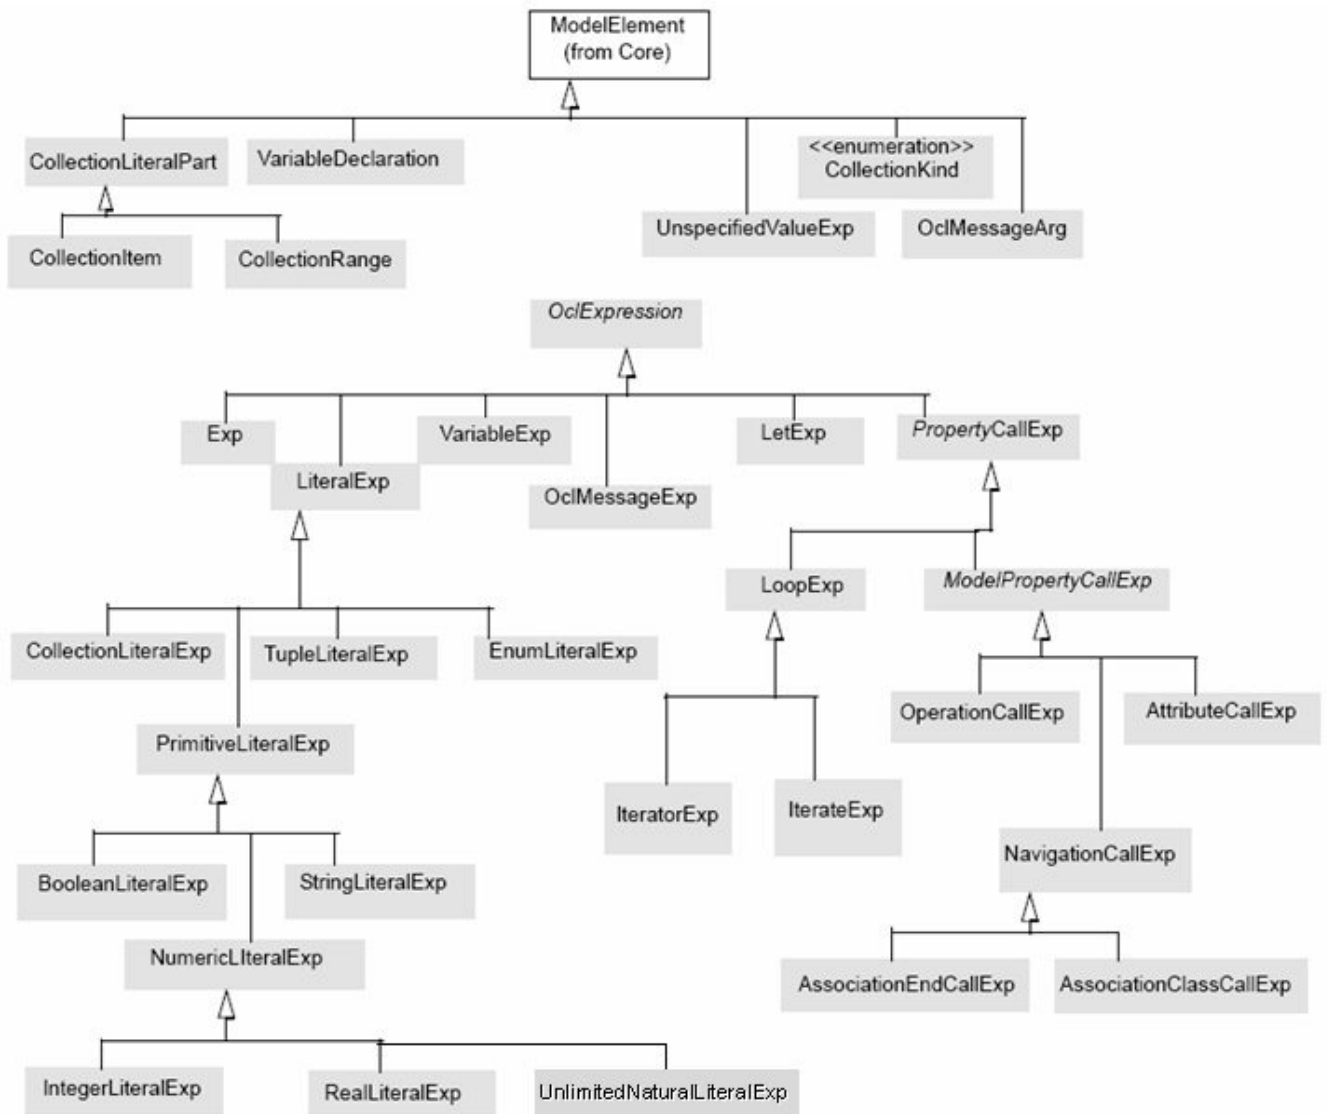 ModelElement
(from Core)
CollectionLiteralPart
VariableDeclaration
<<enumeration>>
CollectionKind
UnspecifiedValueExp
OclMessageArg
CollectionItem
CollectionRange
OclExpression
Exp
VariableExp
LetExp
PropertyCallExp
LiteralExp
OclMessageExp
LoopExp
ModelPropertyCallExp
CollectionLiteralExp
TupleLiteralExp
EnumLiteralExp
OperationCallExp
AttributeCallExp
PrimitiveLiteralExp
IteratorExp
IterateExp
NavigationCallExp
BooleanLiteralExp
StringLiteralExp
NumericLIteralExp
AssociationEndCallExp
AssociationClassCallExp
IntegerLiteralExp
RealLiteralExp
UnlimitedNaturalLiteralExp